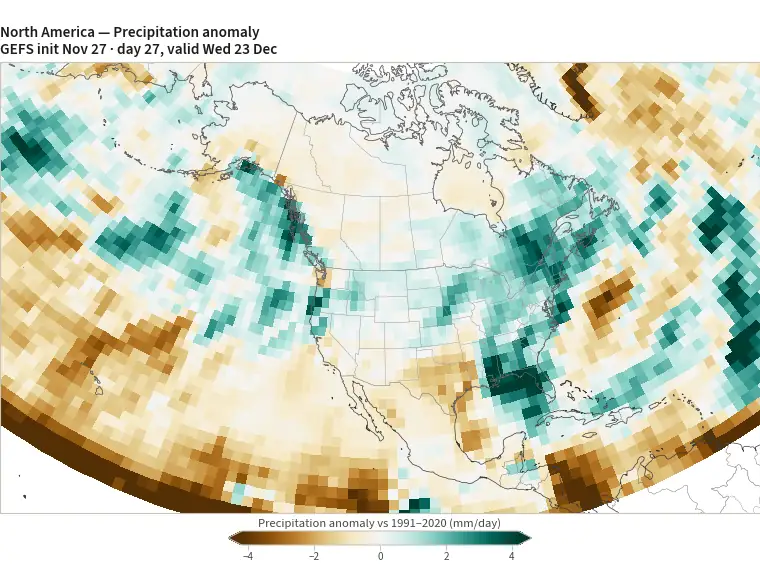 North America — Precipitation anomaly
GEFS init Nov 27 · day 27, valid Wed 23 Dec
Precipitation anomaly vs 1991–2020 (mm/day)
−4 −2 0 2 4